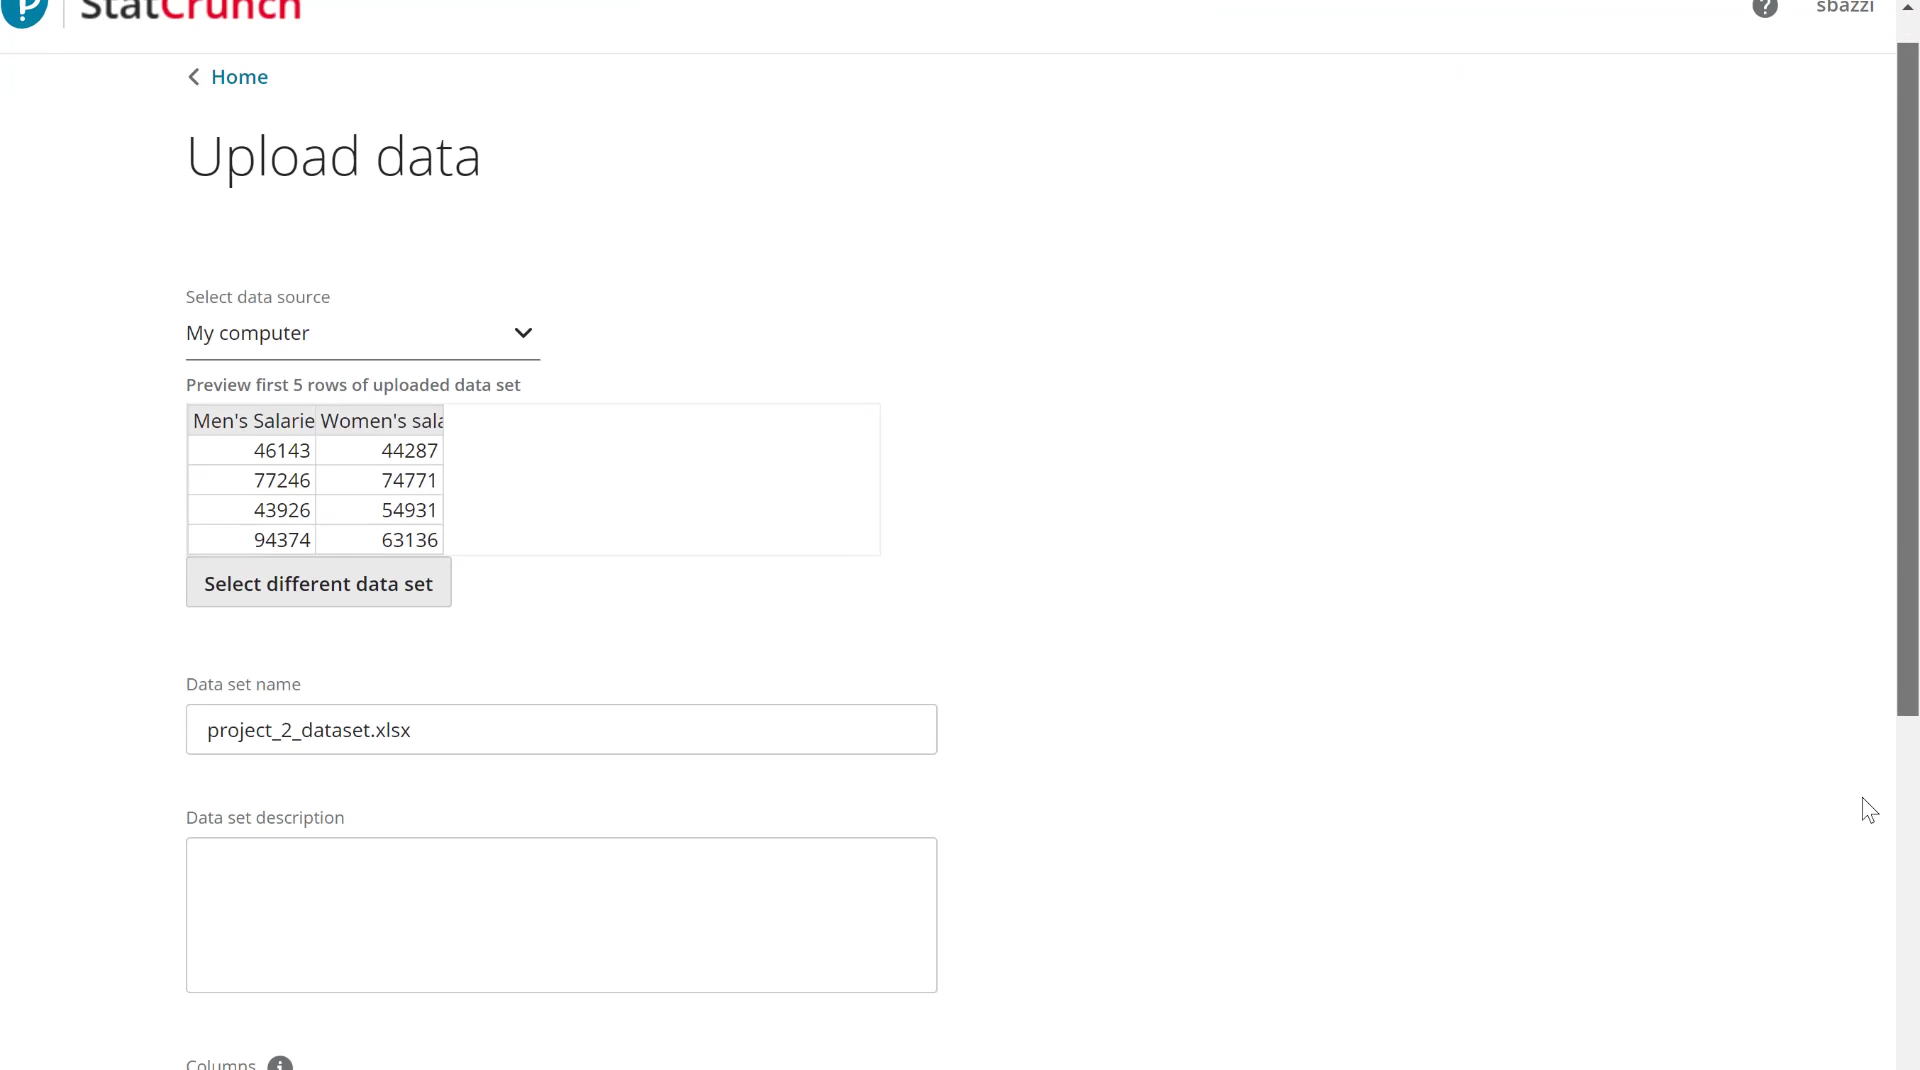 StatCrunch
? sbazzi
Home
Upload data
Select data source
My computer
Preview first 5 rows of uploaded data set
Men's Salarie Women's sala
46143 44287
77246 74771
43926 54931
94374 63136
Select different data set
Data set name
project_2_dataset.xlsx
Data set description
Columns i